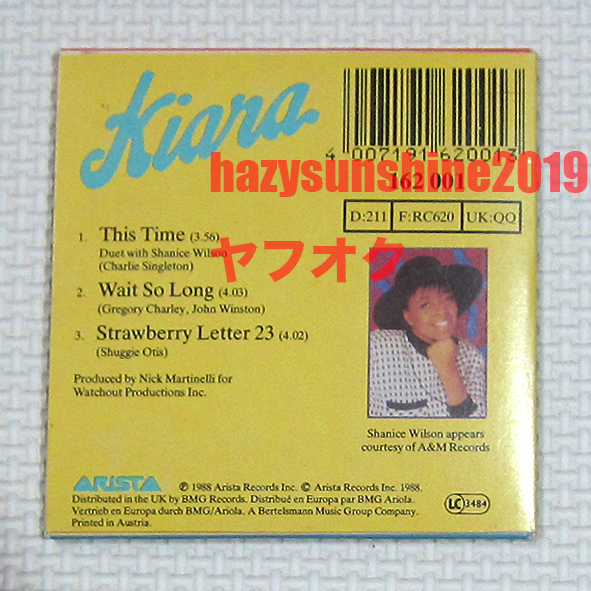 Kiara
4 007191 620013
hazysunshine2019
162 001
D:211 F:RC620 UK:QQ
ヤフオク
1. This Time (3.56)
Duet with Shanice Wilson
(Charlie Singleton)
2. Wait So Long (4.03)
(Gregory Charley, John Winston)
3. Strawberry Letter 23 (4.02)
(Shuggie Otis)
Produced by Nick Martinelli for
Watchout Productions Inc.
Shanice Wilson appears
courtesy of A&M Records
ARISTA
℗ 1988 Arista Records Inc. © Arista Records Inc. 1988.
Distributed in the UK by BMG Records. Distribué en Europa par BMG Ariola.
Vertrieb en Europa durch BMG/Ariola. A Bertelsmann Music Group Company.
Printed in Austria.
LC 3484